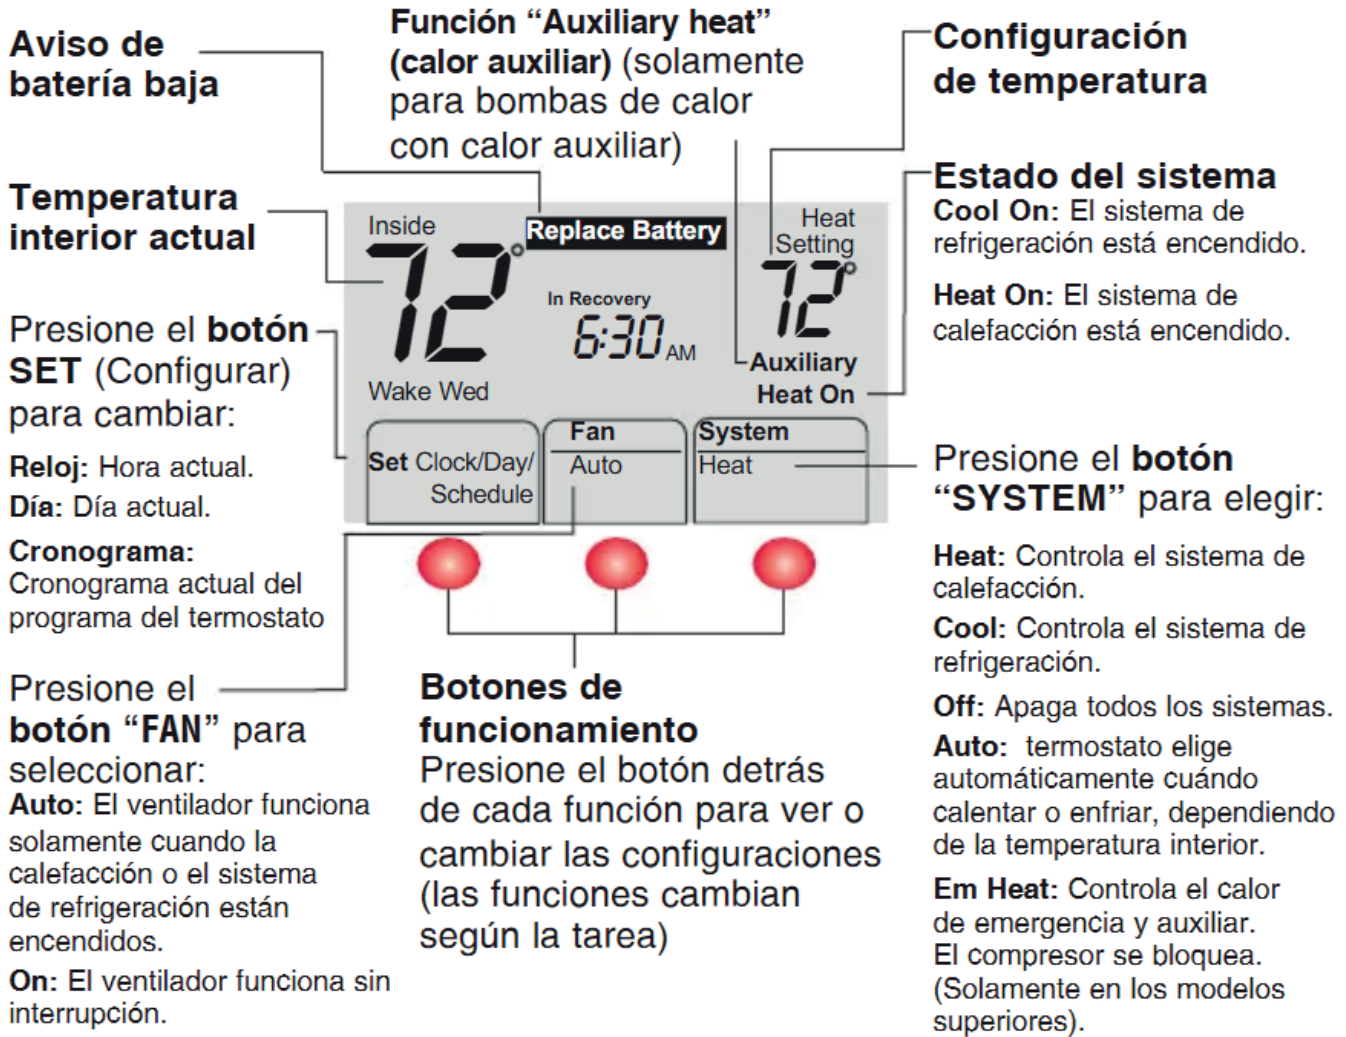 Aviso de
batería baja
Función “Auxiliary heat”
(calor auxiliar) (solamente
para bombas de calor
con calor auxiliar)
Configuración
de temperatura
Temperatura
interior actual
Estado del sistema
Cool On: El sistema de
refrigeración está encendido.
Heat On: El sistema de
calefacción está encendido.
Inside
72°
Replace Battery
Heat
Setting
72°
In Recovery
6:30 AM
Auxiliary
Heat On
Wake Wed
Set Clock/Day/
Schedule
Fan
Auto
System
Heat
Presione el botón
SET (Configurar)
para cambiar:
Reloj: Hora actual.
Día: Día actual.
Cronograma:
Cronograma actual del
programa del termostato
Presione el
botón “FAN” para
seleccionar:
Auto: El ventilador funciona
solamente cuando la
calefacción o el sistema
de refrigeración están
encendidos.
On: El ventilador funciona sin
interrupción.
Botones de
funcionamiento
Presione el botón detrás
de cada función para ver o
cambiar las configuraciones
(las funciones cambian
según la tarea)
Presione el botón
“SYSTEM” para elegir:
Heat: Controla el sistema de
calefacción.
Cool: Controla el sistema de
refrigeración.
Off: Apaga todos los sistemas.
Auto: termostato elige
automáticamente cuándo
calentar o enfriar, dependiendo
de la temperatura interior.
Em Heat: Controla el calor
de emergencia y auxiliar.
El compresor se bloquea.
(Solamente en los modelos
superiores).